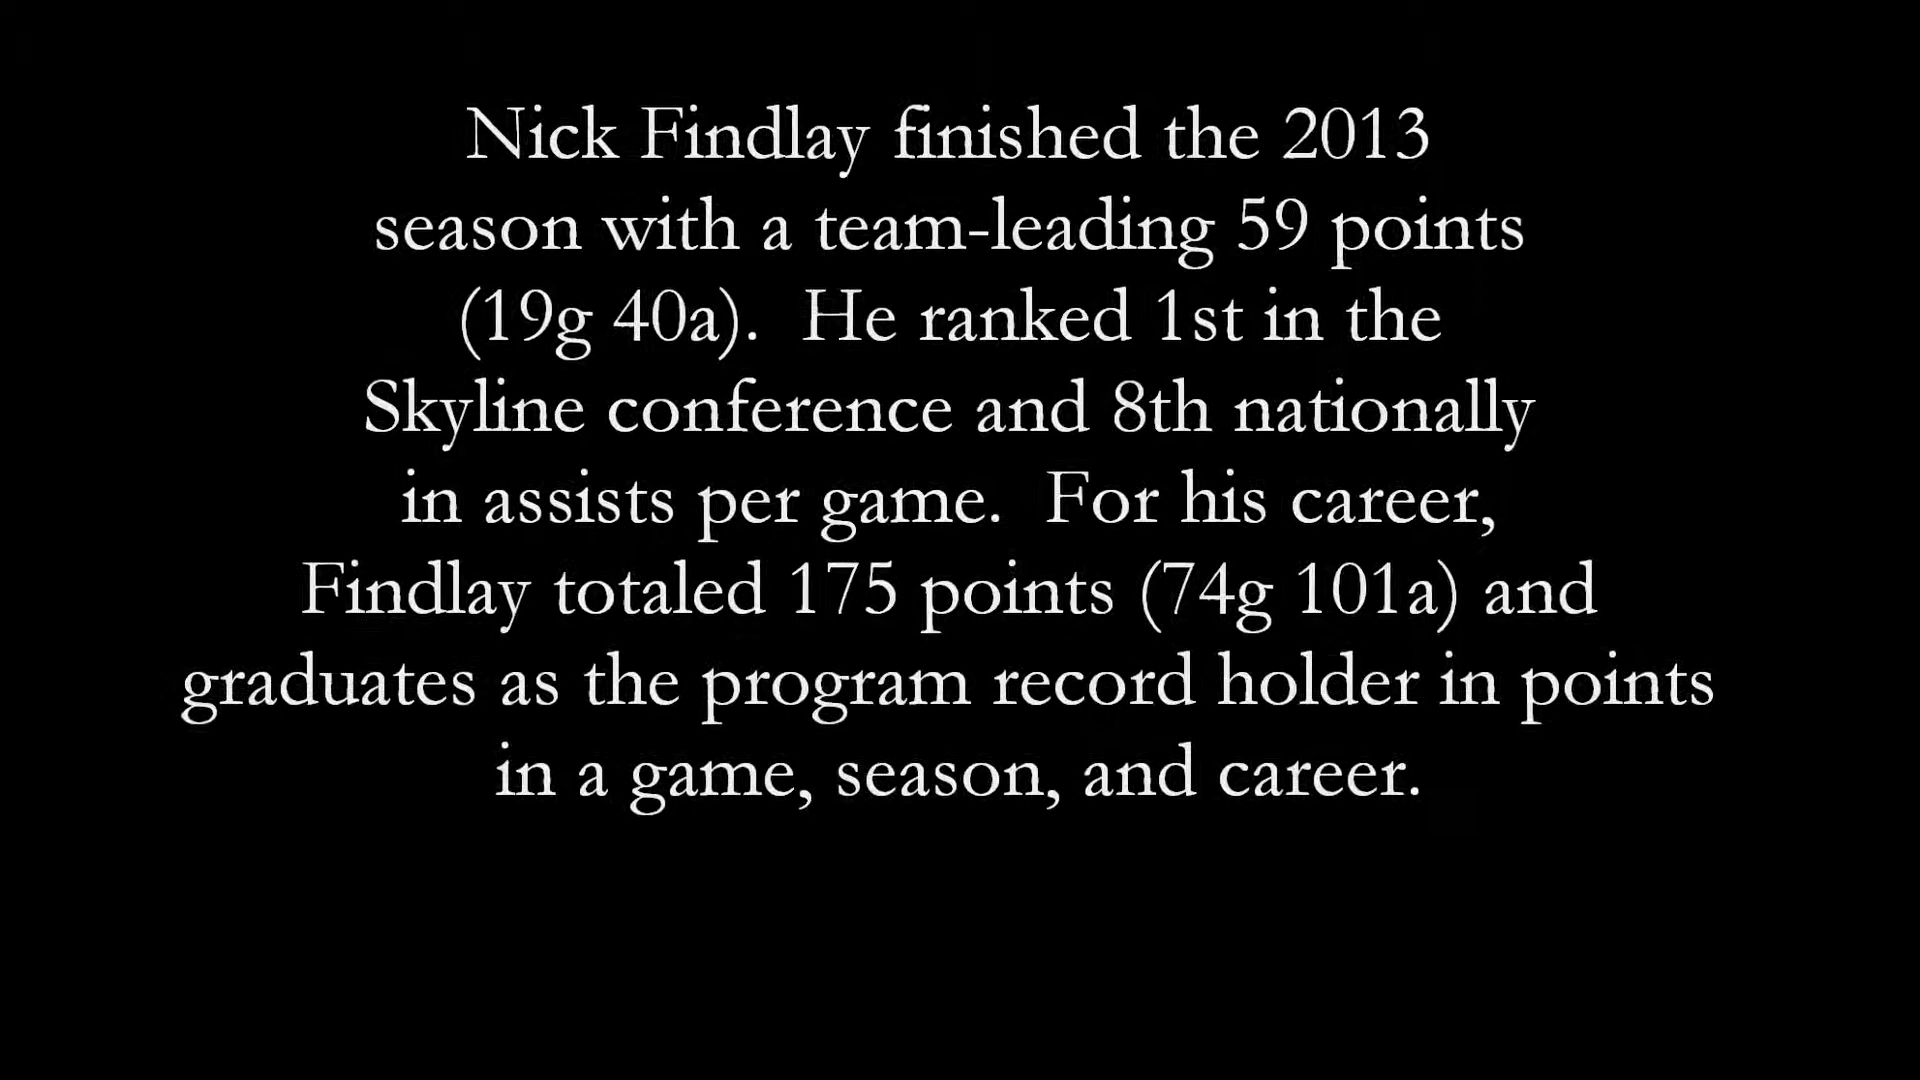 Nick Findlay finished the 2013
season with a team-leading 59 points
(19g 40a).  He ranked 1st in the
Skyline conference and 8th nationally
in assists per game.  For his career,
Findlay totaled 175 points (74g 101a) and
graduates as the program record holder in points
in a game, season, and career.